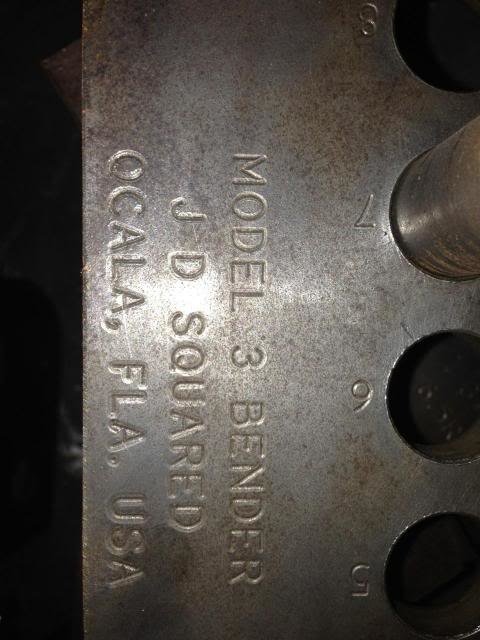 8 7 6 5
MODEL 3 BENDER
J D SQUARED
OCALA, FLA. USA